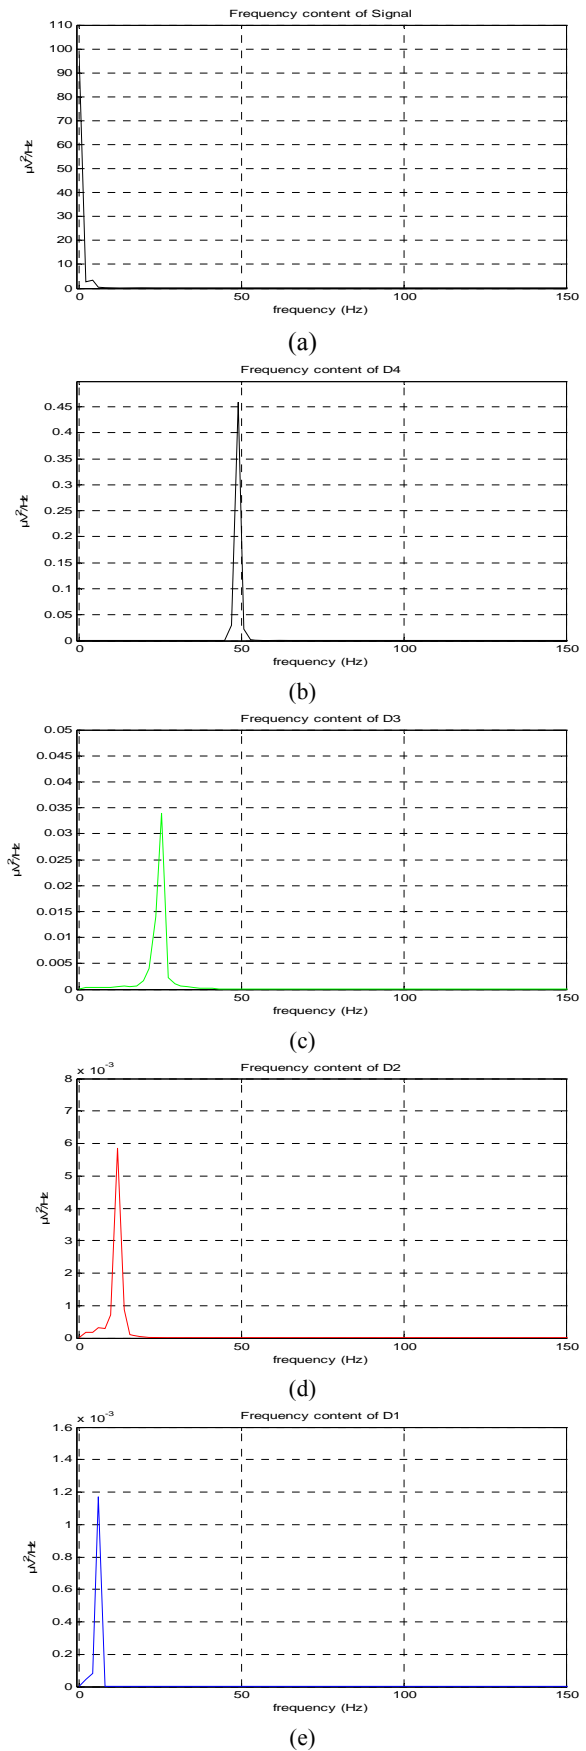 Frequency content of Signal
110
100
90
80
70
60
50
40
30
20
10
0
µV²/Hz
0 50 100 150
frequency (Hz)
(a)
Frequency content of D4
0.45
0.4
0.35
0.3
0.25
0.2
0.15
0.1
0.05
0
µV²/Hz
0 50 100 150
frequency (Hz)
(b)
Frequency content of D3
0.05
0.045
0.04
0.035
0.03
0.025
0.02
0.015
0.01
0.005
0
µV²/Hz
0 50 100 150
frequency (Hz)
(c)
x 10⁻³ Frequency content of D2
8
7
6
5
4
3
2
1
0
µV²/Hz
0 50 100 150
frequency (Hz)
(d)
x 10⁻³ Frequency content of D1
1.6
1.4
1.2
1
0.8
0.6
0.4
0.2
0
µV²/Hz
0 50 100 150
frequency (Hz)
(e)